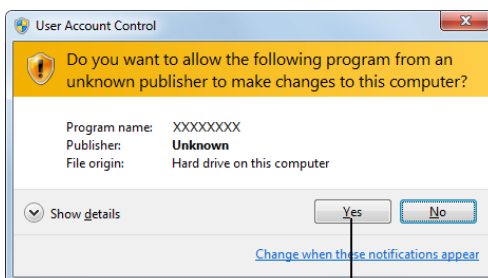 User Account Control
Do you want to allow the following program from an
unknown publisher to make changes to this computer?
Program name: XXXXXXXX
Publisher: Unknown
File origin: Hard drive on this computer
Show details Yes No
Change when these notifications appear